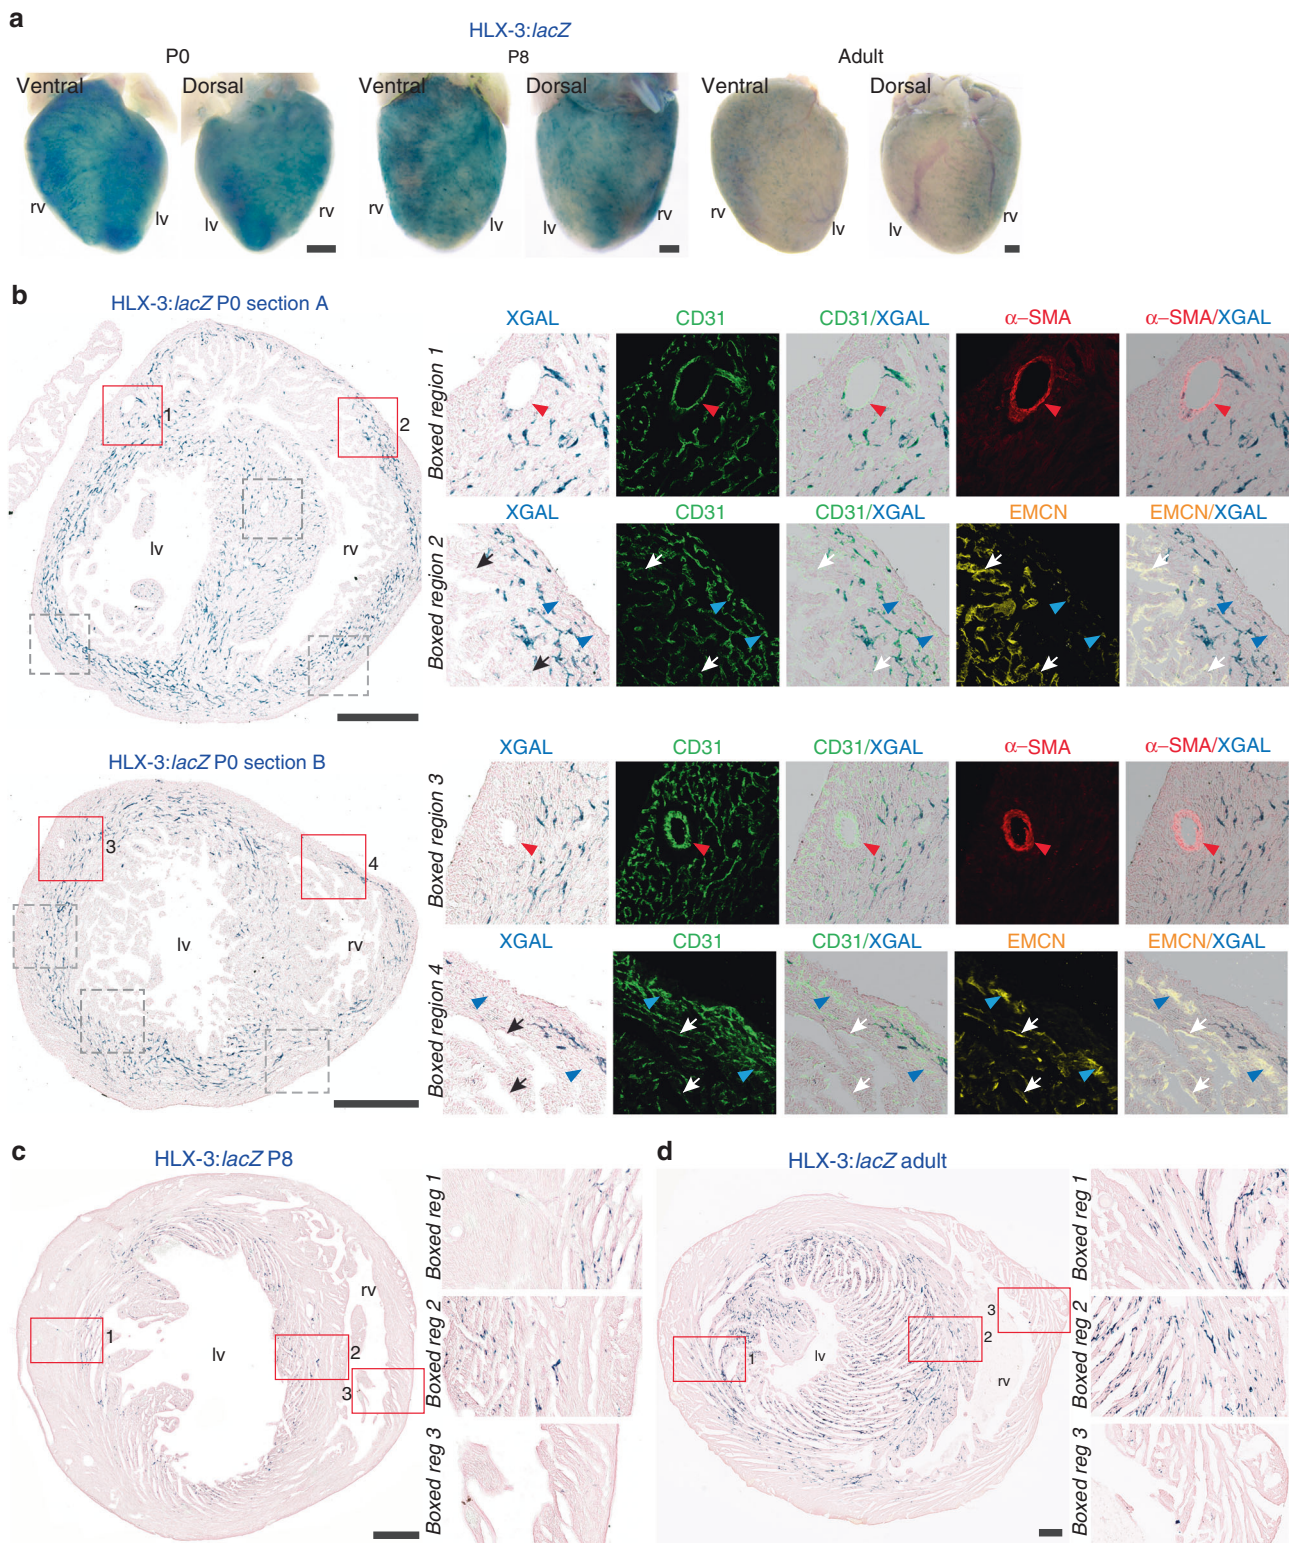 a
HLX-3:lacZ
P0
P8
Adult
Ventral
Dorsal
Ventral
Dorsal
Ventral
Dorsal
rv
lv
lv
rv
rv
lv
lv
rv
rv
lv
lv
rv
b
HLX-3:lacZ P0 section A
1
2
lv
rv
Boxed region 1
XGAL
CD31
CD31/XGAL
α–SMA
α–SMA/XGAL
Boxed region 2
XGAL
CD31
CD31/XGAL
EMCN
EMCN/XGAL
HLX-3:lacZ P0 section B
3
4
lv
rv
Boxed region 3
XGAL
CD31
CD31/XGAL
α–SMA
α–SMA/XGAL
Boxed region 4
XGAL
CD31
CD31/XGAL
EMCN
EMCN/XGAL
c
HLX-3:lacZ P8
1
2
3
lv
rv
Boxed reg 1
Boxed reg 2
Boxed reg 3
d
HLX-3:lacZ adult
1
2
3
lv
rv
Boxed reg 1
Boxed reg 2
Boxed reg 3